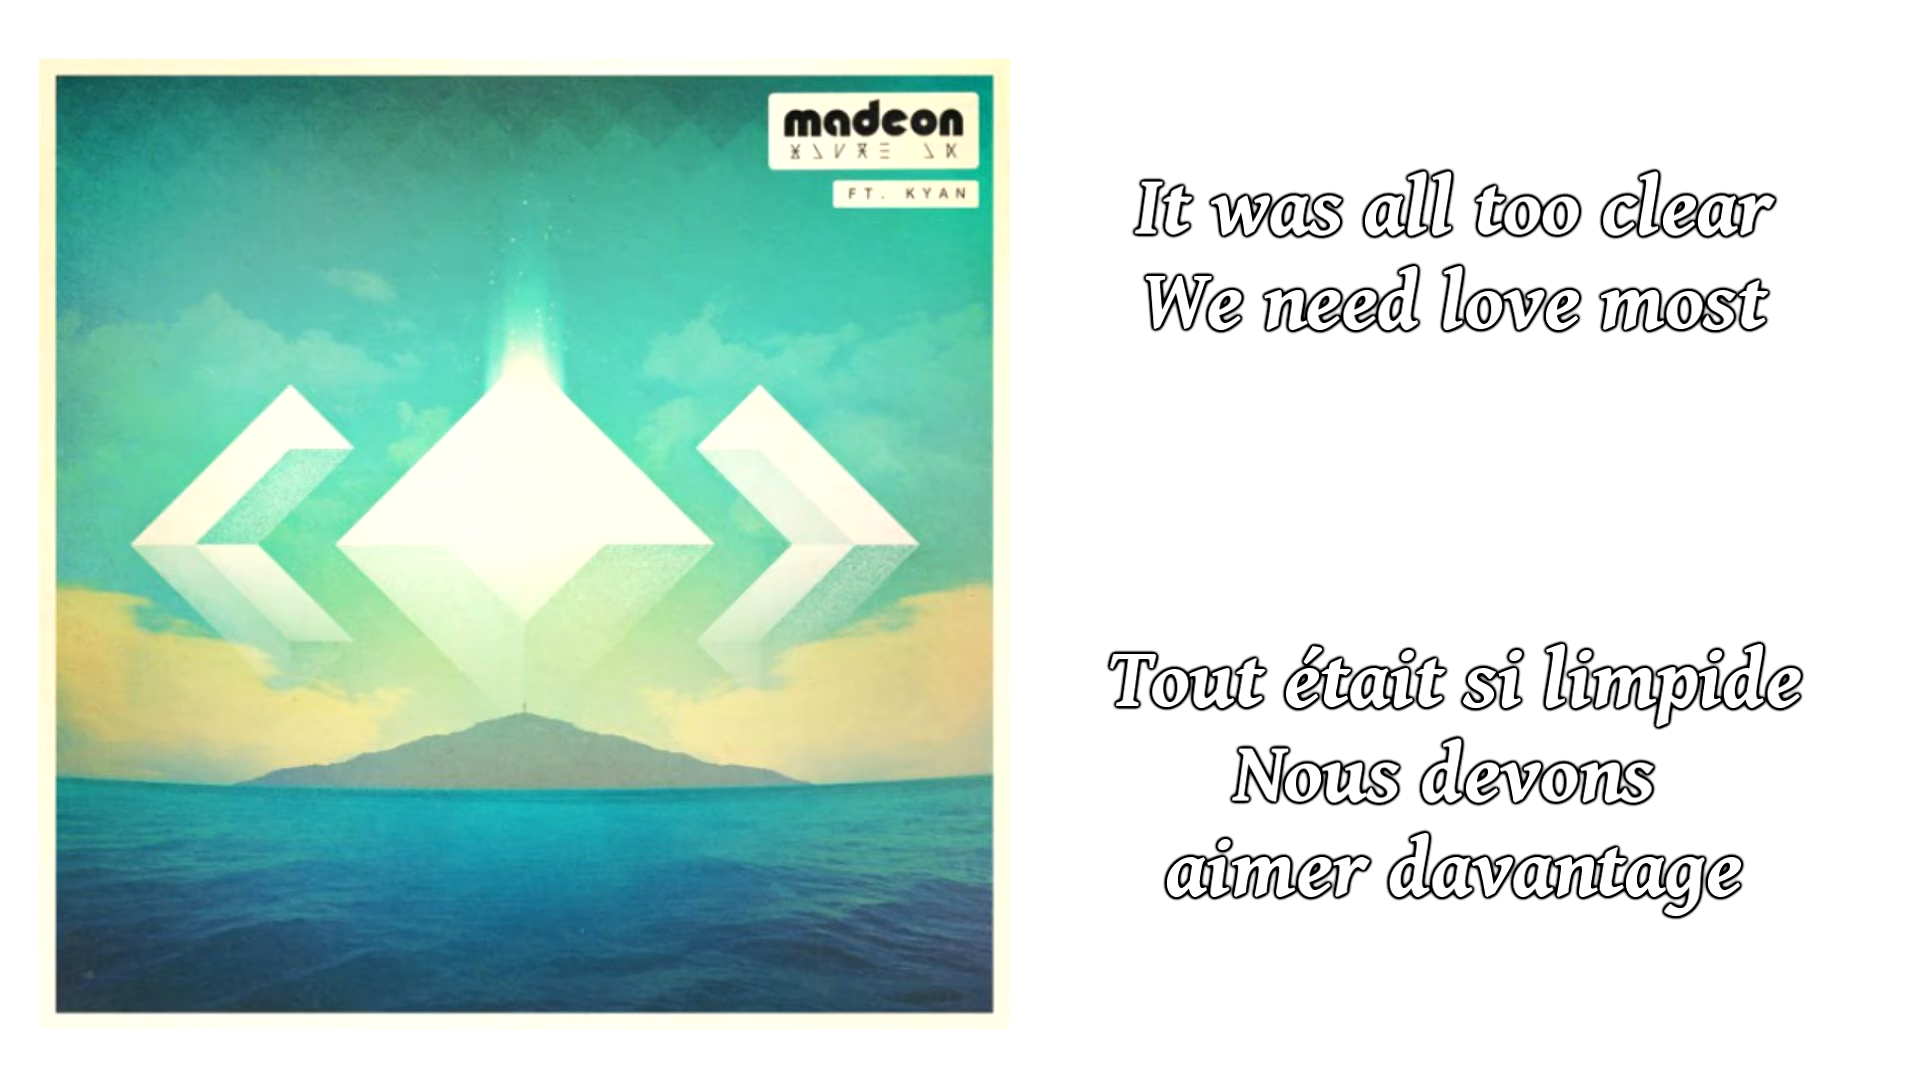 madeon
FT. KYAN
It was all too clear
We need love most
Tout était si limpide
Nous devons
aimer davantage